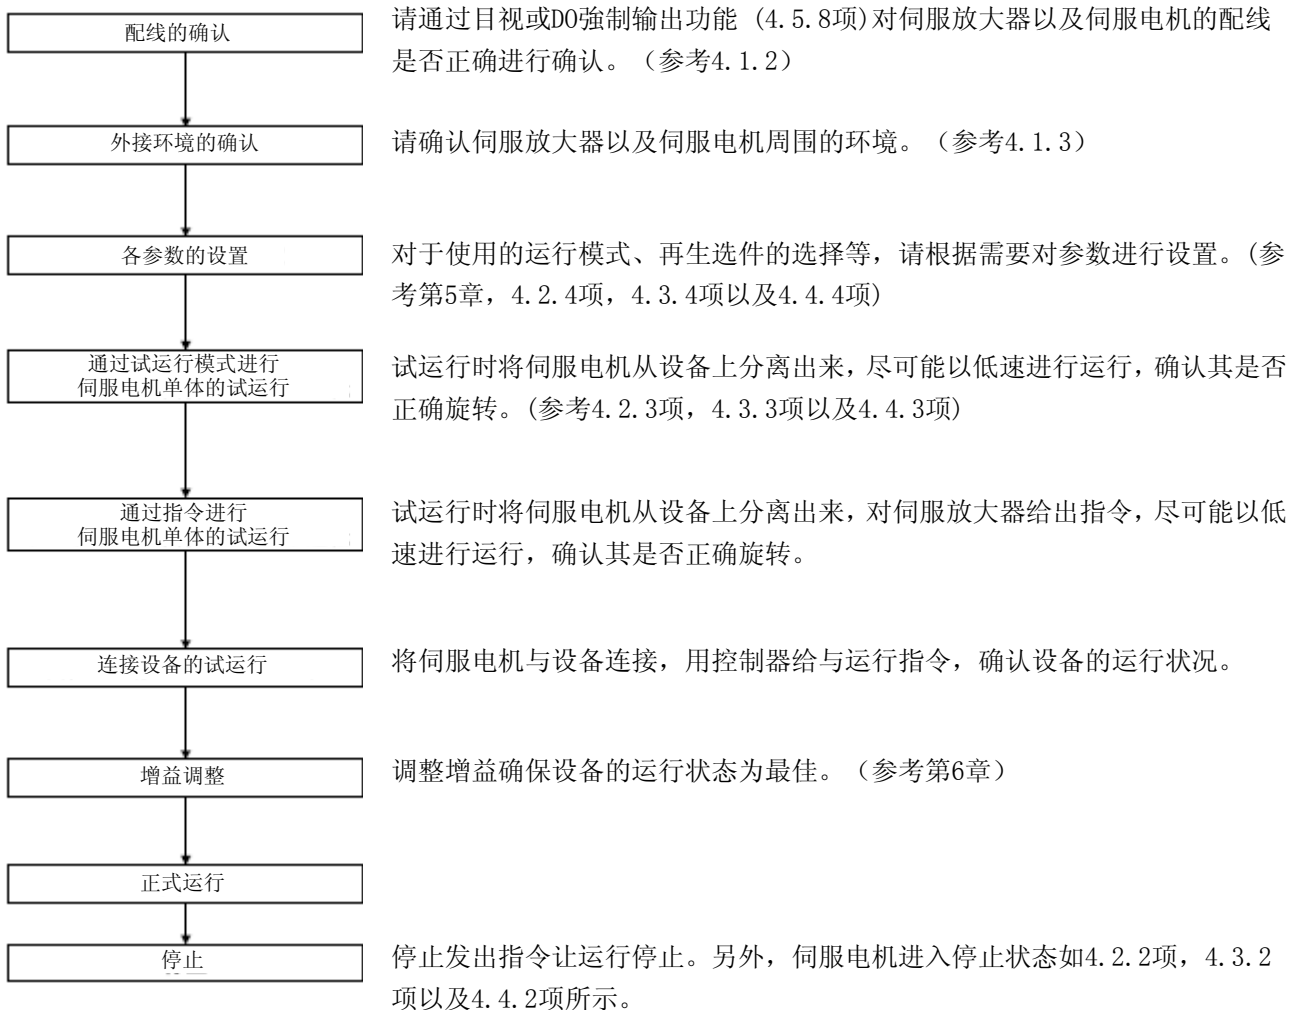 配线的确认
请通过目视或DO強制输出功能 (4.5.8项)对伺服放大器以及伺服电机的配线
是否正确进行确认。（参考4.1.2）
外接环境的确认
请确认伺服放大器以及伺服电机周围的环境。（参考4.1.3）
各参数的设置
对于使用的运行模式、再生选件的选择等，请根据需要对参数进行设置。(参
考第5章，4.2.4项，4.3.4项以及4.4.4项)
通过试运行模式进行
伺服电机单体的试运行
试运行时将伺服电机从设备上分离出来，尽可能以低速进行运行，确认其是否
正确旋转。(参考4.2.3项，4.3.3项以及4.4.3项)
通过指令进行
伺服电机单体的试运行
试运行时将伺服电机从设备上分离出来，对伺服放大器给出指令，尽可能以低
速进行运行，确认其是否正确旋转。
连接设备的试运行
将伺服电机与设备连接，用控制器给与运行指令，确认设备的运行状况。
增益调整
调整增益确保设备的运行状态为最佳。（参考第6章）
正式运行
停止
停止发出指令让运行停止。另外，伺服电机进入停止状态如4.2.2项，4.3.2
项以及4.4.2项所示。